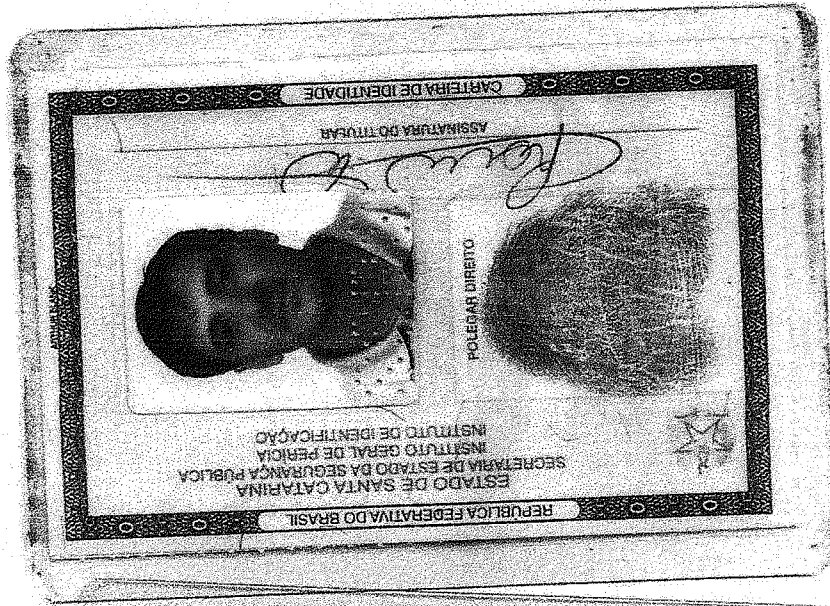 REPÚBLICA FEDERATIVA DO BRASIL
ESTADO DE SANTA CATARINA
SECRETARIA DE ESTADO DA SEGURANÇA PÚBLICA
INSTITUTO GERAL DE PERÍCIA
INSTITUTO DE IDENTIFICAÇÃO
POLEGAR DIREITO
ASSINATURA DO TITULAR
CARTEIRA DE IDENTIDADE